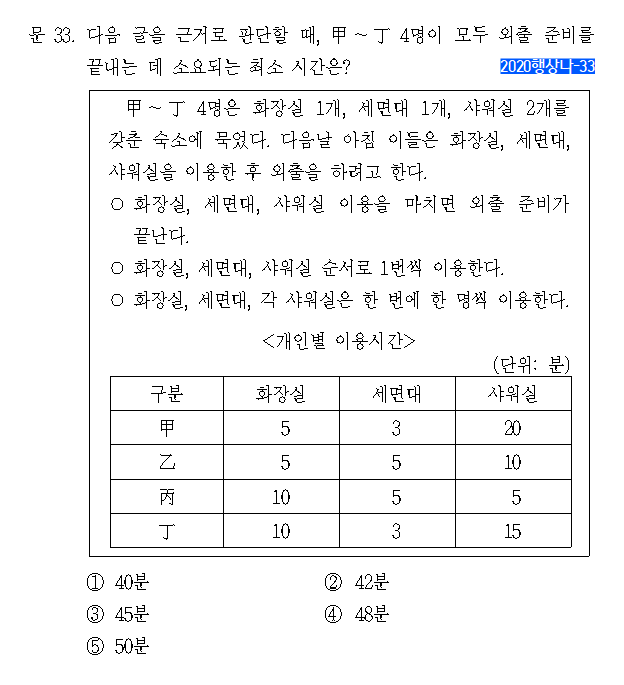 문 33. 다음 글을 근거로 판단할 때, 甲 ~ 丁 4명이 모두 외출 준비를
끝내는 데 소요되는 최소 시간은?
2020행상나-33
甲 ~ 丁 4명은 화장실 1개, 세면대 1개, 샤워실 2개를
갖춘 숙소에 묵었다. 다음날 아침 이들은 화장실, 세면대,
샤워실을 이용한 후 외출을 하려고 한다.
○ 화장실, 세면대, 샤워실 이용을 마치면 외출 준비가
끝난다.
○ 화장실, 세면대, 샤워실 순서로 1번씩 이용한다.
○ 화장실, 세면대, 각 샤워실은 한 번에 한 명씩 이용한다.
<개인별 이용시간>
(단위: 분)
구분 화장실 세면대 샤워실
甲 5 3 20
乙 5 5 10
丙 10 5 5
丁 10 3 15
① 40분 ② 42분
③ 45분 ④ 48분
⑤ 50분